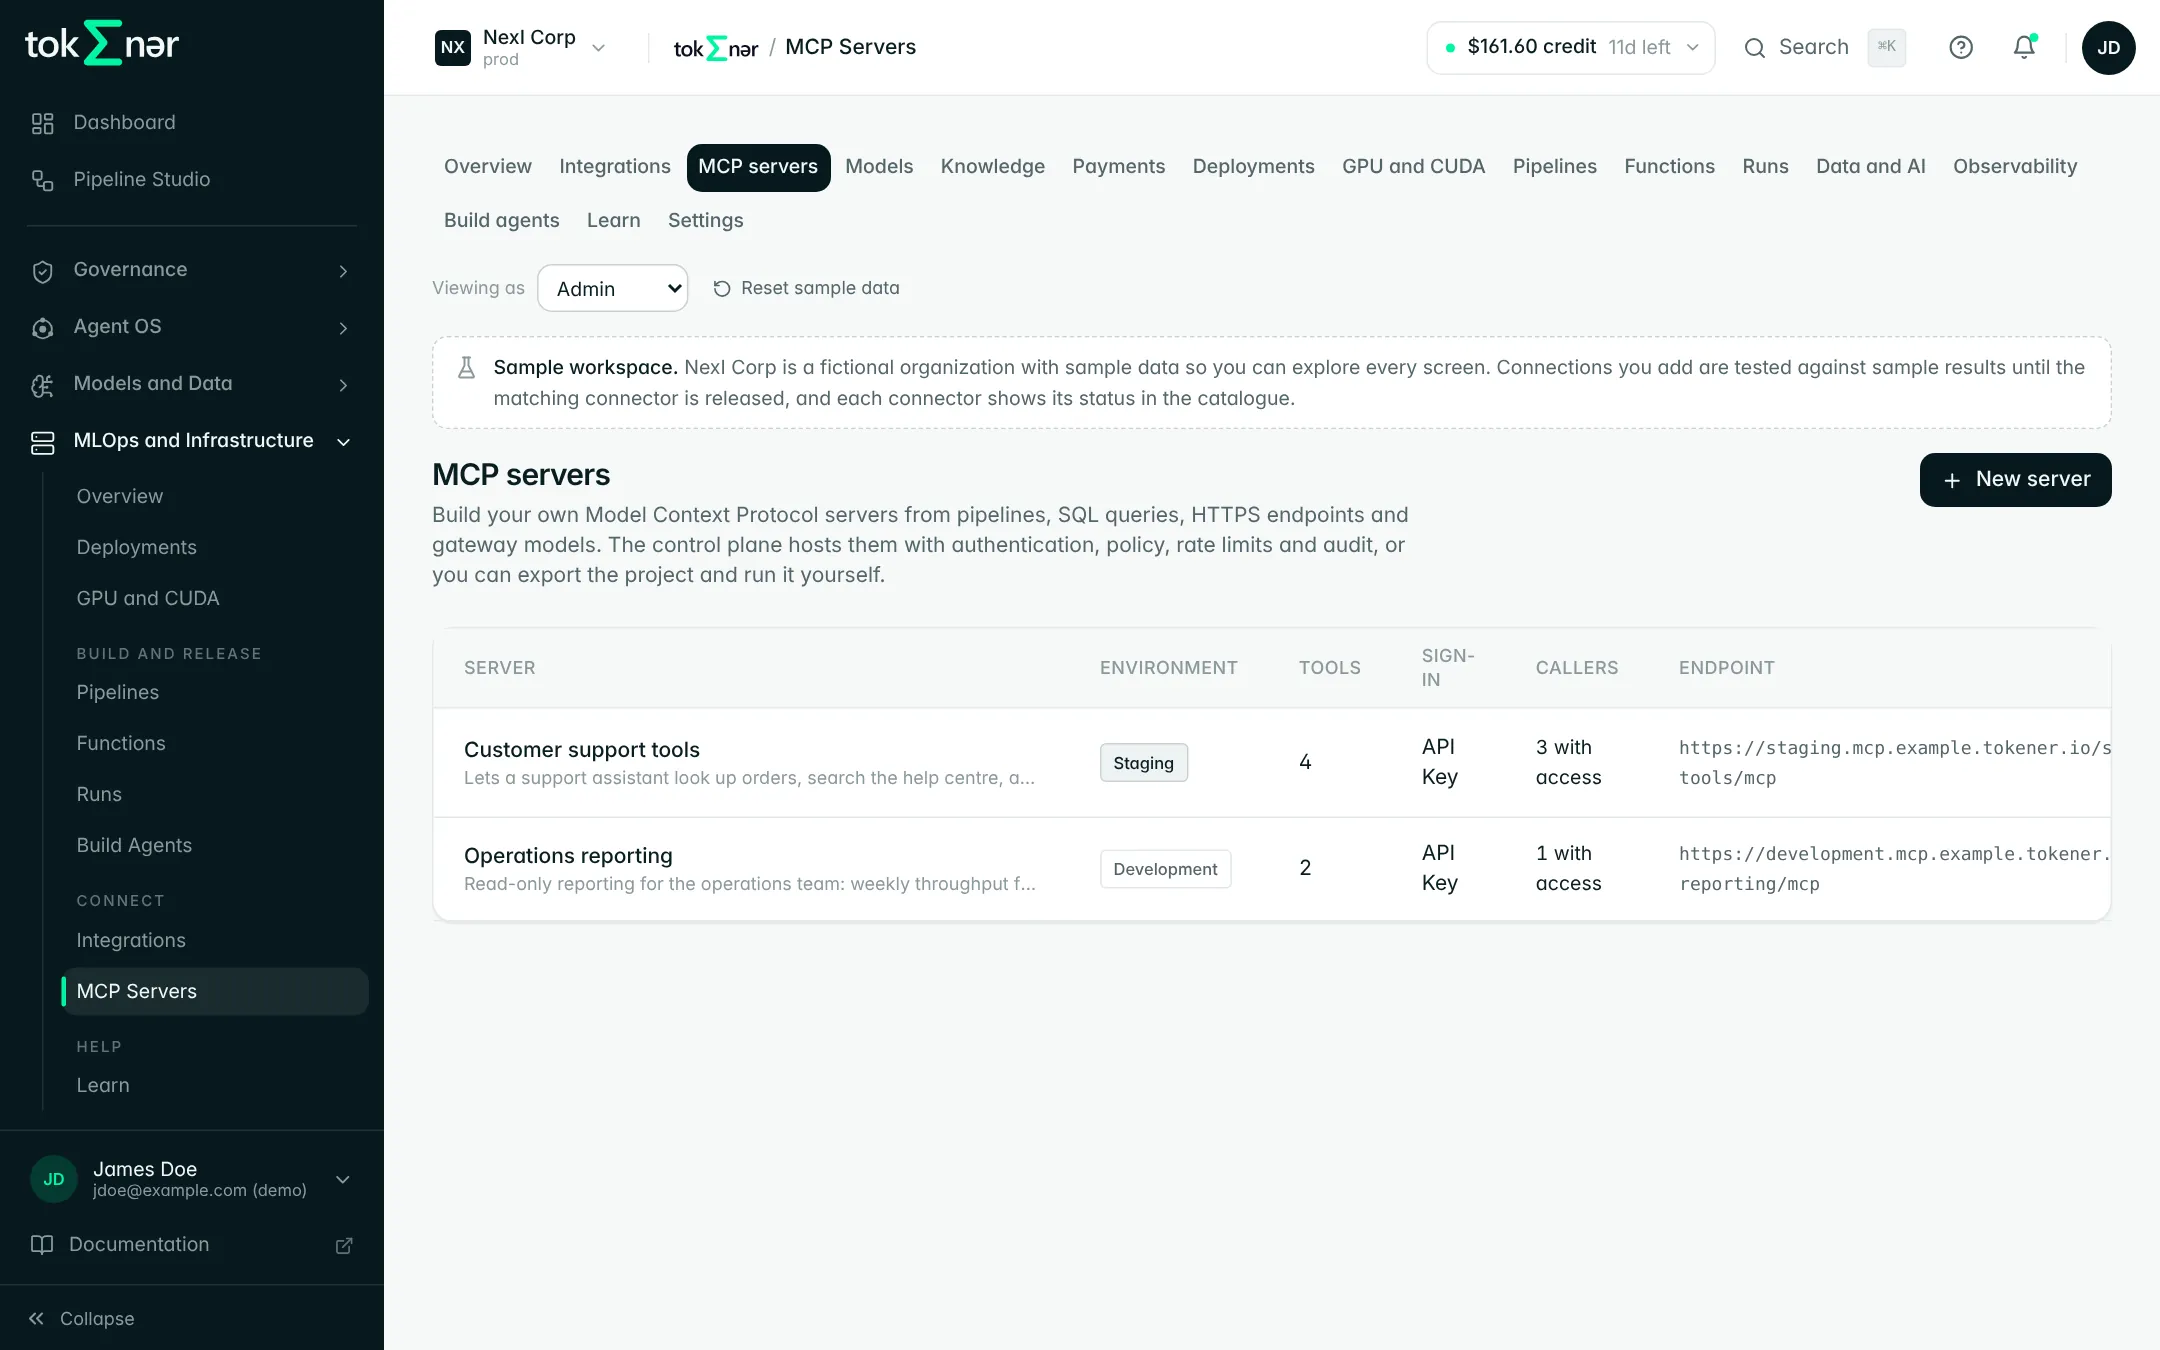 tokΣnər
Dashboard
Pipeline Studio
Governance
Agent OS
Models and Data
MLOps and Infrastructure
Overview
Deployments
GPU and CUDA
BUILD AND RELEASE
Pipelines
Functions
Runs
Build Agents
CONNECT
Integrations
MCP Servers
HELP
Learn
JD
James Doe
jdoe@example.com (demo)
Documentation
Collapse
NX
Nexl Corp
prod
tokΣnər / MCP Servers
$161.60 credit 11d left
Search ⌘K
JD
Overview Integrations MCP servers Models Knowledge Payments Deployments GPU and CUDA Pipelines Functions Runs Data and AI Observability
Build agents Learn Settings
Viewing as Admin Reset sample data
Sample workspace. Nexl Corp is a fictional organization with sample data so you can explore every screen. Connections you add are tested against sample results until the
matching connector is released, and each connector shows its status in the catalogue.
MCP servers
New server
Build your own Model Context Protocol servers from pipelines, SQL queries, HTTPS endpoints and
gateway models. The control plane hosts them with authentication, policy, rate limits and audit, or
you can export the project and run it yourself.
SERVER ENVIRONMENT TOOLS SIGN-
IN CALLERS ENDPOINT
Customer support tools
Lets a support assistant look up orders, search the help centre, a...
Staging
4
API
Key
3 with
access
https://staging.mcp.example.tokener.io/s
tools/mcp
Operations reporting
Read-only reporting for the operations team: weekly throughput f...
Development
2
API
Key
1 with
access
https://development.mcp.example.tokener.
reporting/mcp